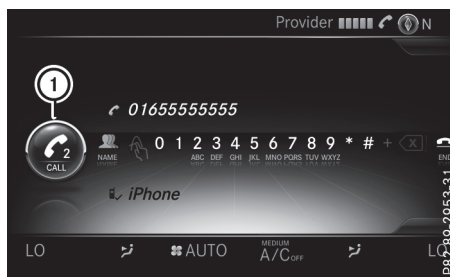 Provider N
1
01655555555
NAME 0 1 2 3 4 5 6 7 8 9 * # + X
ABC DEF GHI JKL MNO PQRS TUV WXYZ END
2
CALL
iPhone
LO AUTO MEDIUM A/C OFF LO
P82.89-2953-31